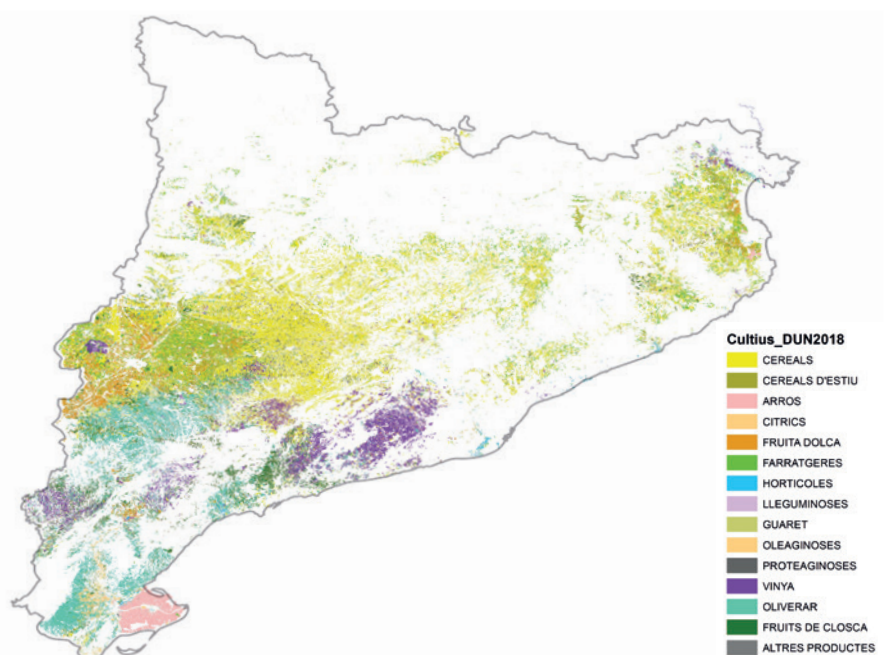 Cultius_DUN2018
CEREALS
CEREALS D'ESTIU
ARROS
CITRICS
FRUITA DOLCA
FARRATGERES
HORTICOLES
LLEGUMINOSES
GUARET
OLEAGINOSES
PROTEAGINOSES
VINYA
OLIVERAR
FRUITS DE CLOSCA
ALTRES PRODUCTES